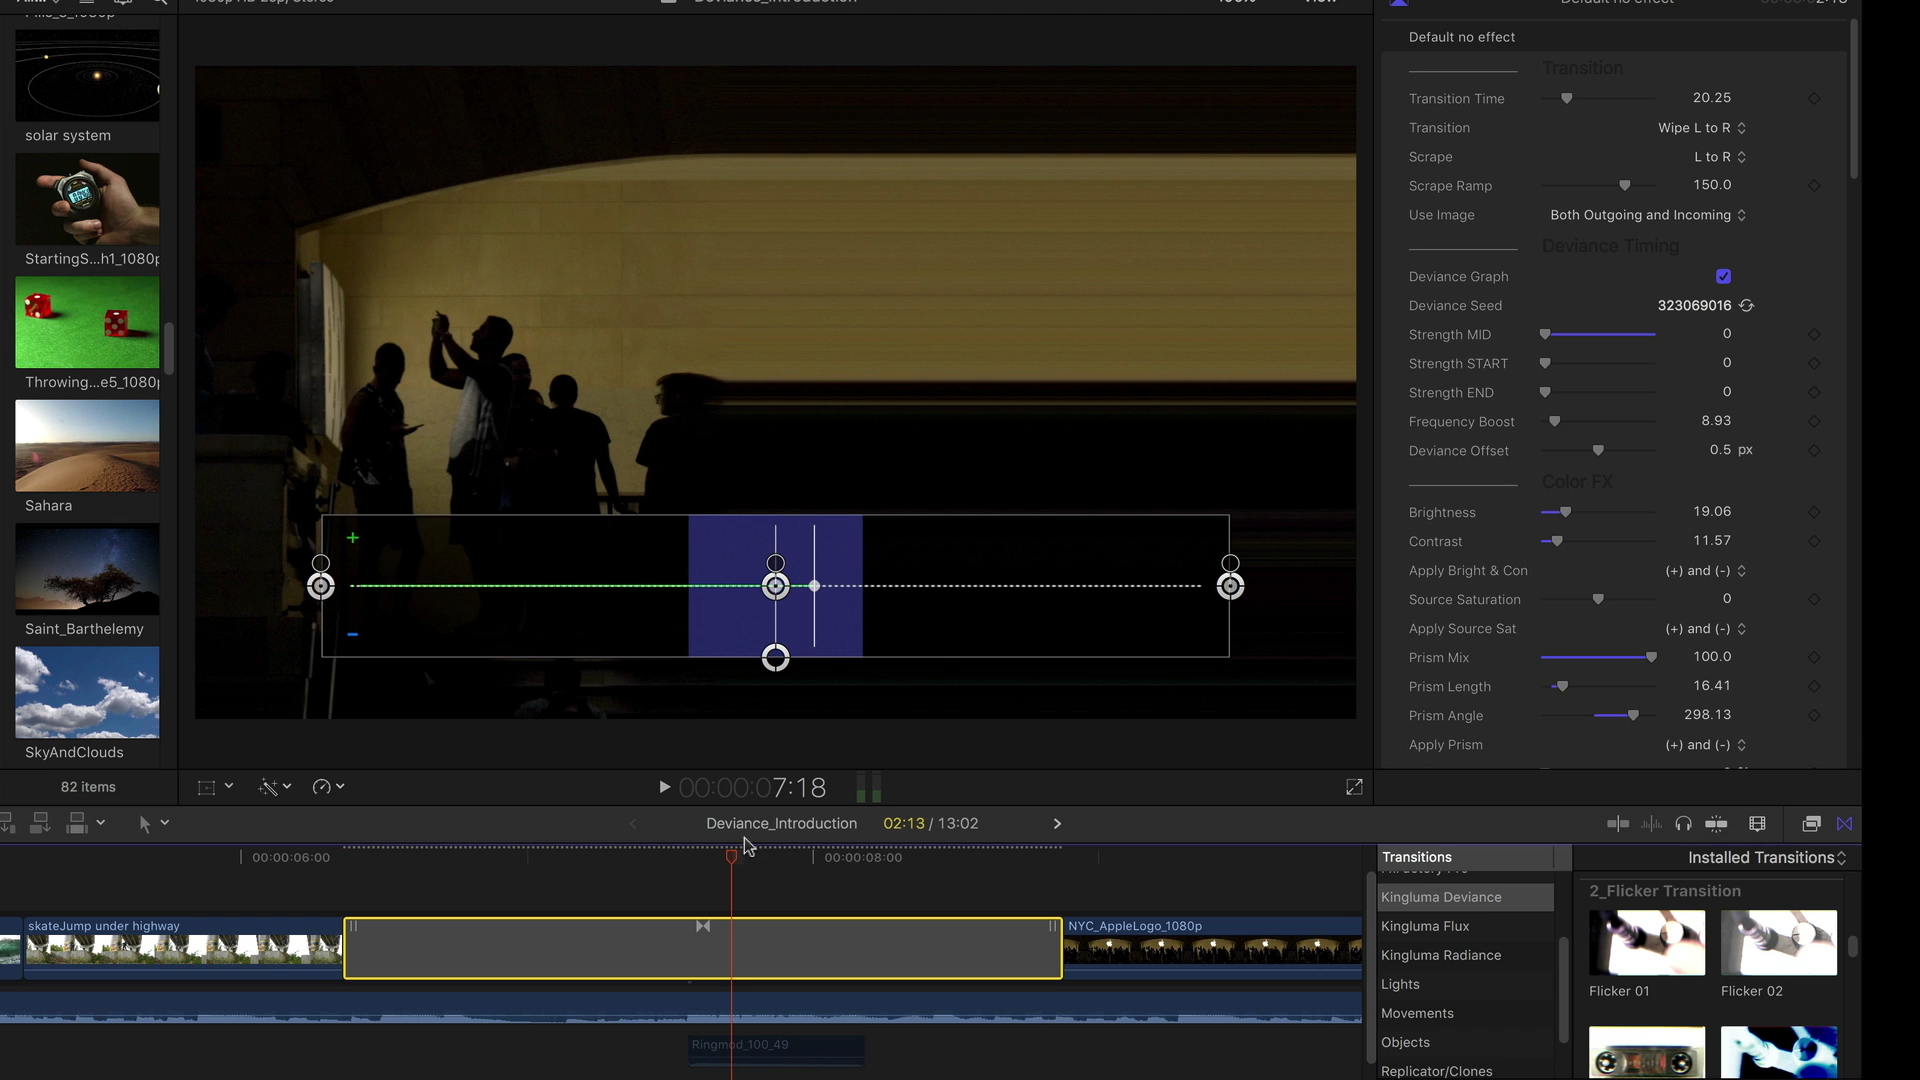 Deviance_Introduction
100%
View
Default no effect
solar system
StartingS...h1_1080p
Throwing...e5_1080p
Sahara
Saint_Barthelemy
SkyAndClouds
82 items
+
−
Default no effect
Transition
Transition Time 20.25
Transition Wipe L to R
Scrape L to R
Scrape Ramp 150.0
Use Image Both Outgoing and Incoming
Deviance Timing
Deviance Graph
Deviance Seed 323069016
Strength MID 0
Strength START 0
Strength END 0
Frequency Boost 8.93
Deviance Offset 0.5 px
Color FX
Brightness 19.06
Contrast 11.57
Apply Bright & Con (+) and (-)
Source Saturation 0
Apply Source Sat (+) and (-)
Prism Mix 100.0
Prism Length 16.41
Prism Angle 298.13
Apply Prism (+) and (-)
00:00:07:18
Deviance_Introduction 02:13 / 13:02
00:00:06:00
00:00:08:00
skateJump under highway
NYC_AppleLogo_1080p
Ringmod_100_49
Transitions
Installed Transitions
Kingluma Deviance
Kingluma Flux
Kingluma Radiance
Lights
Movements
Objects
Replicator/Clones
2_Flicker Transition
Flicker 01
Flicker 02